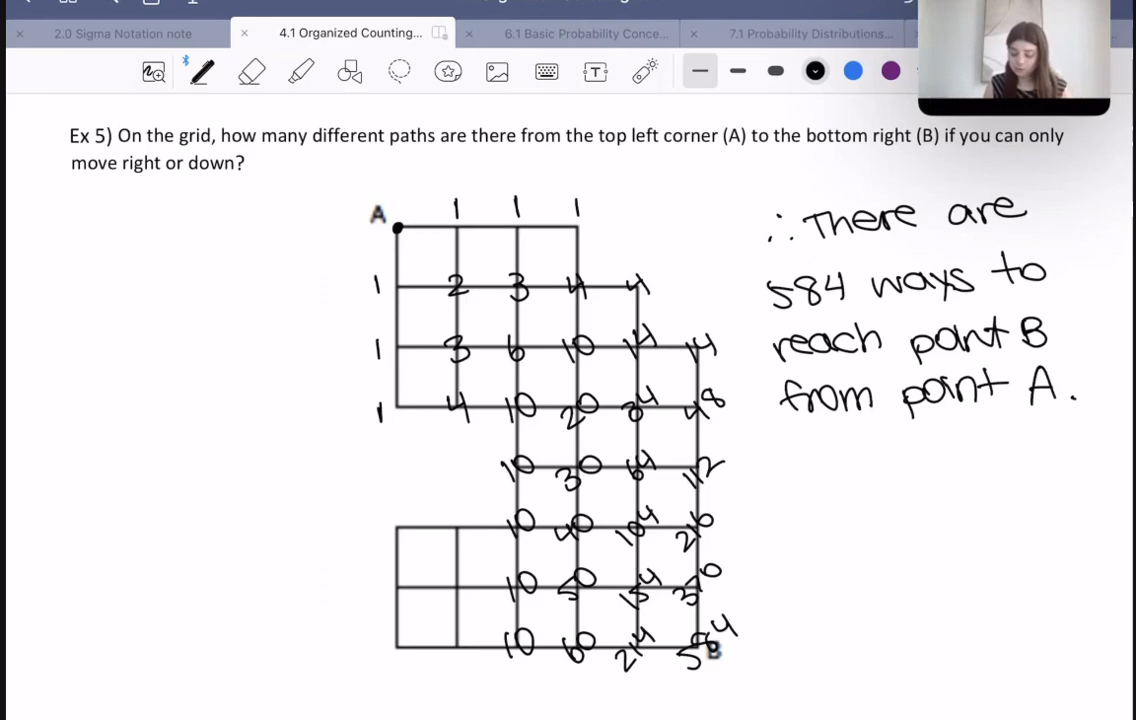 2.0 Sigma Notation note
4.1 Organized Counting...
6.1 Basic Probability Conce...
7.1 Probability Distributions...
T
Ex 5) On the grid, how many different paths are there from the top left corner (A) to the bottom right (B) if you can only
move right or down?
A
1 1 1
1 2 3 4 4
1 3 6 10 14 14
1 4 10 20 34 48
10 30 64 112
10 40 104 216
10 50 154 370
10 60 214 584
B
∴ There are
584 ways to
reach point B
from point A.